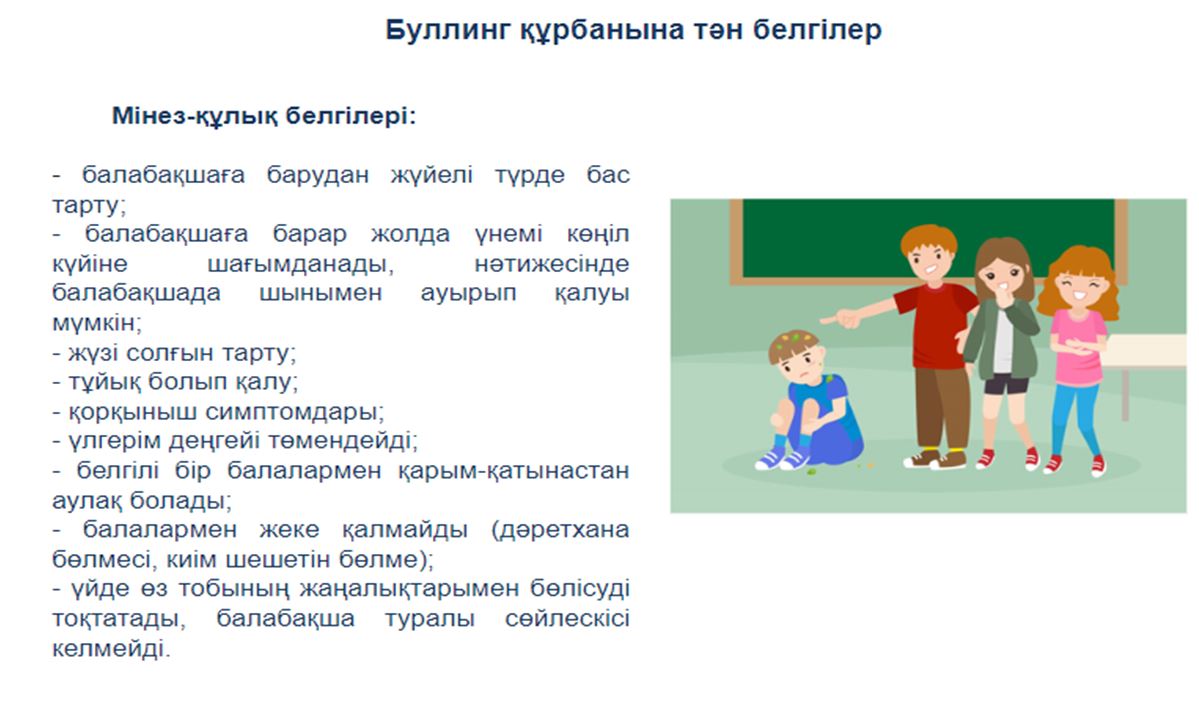 Буллинг құрбанына тән белгілер
Мінез-құлық белгілері:
- балабақшаға барудан жүйелі түрде бас
тарту;
- балабақшаға барар жолда үнемі көңіл
күйіне шағымданады, нәтижесінде
балабақшада шынымен ауырып қалуы
мүмкін;
- жүзі солғын тарту;
- тұйық болып қалу;
- қорқыныш симптомдары;
- үлгерім деңгейі төмендейді;
- белгілі бір балалармен қарым-қатынастан
аулақ болады;
- балалармен жеке қалмайды (дәретхана
бөлмесі, киім шешетін бөлме);
- үйде өз тобының жаңалықтарымен бөлісуді
тоқтатады, балабақша туралы сөйлескісі
келмейді.